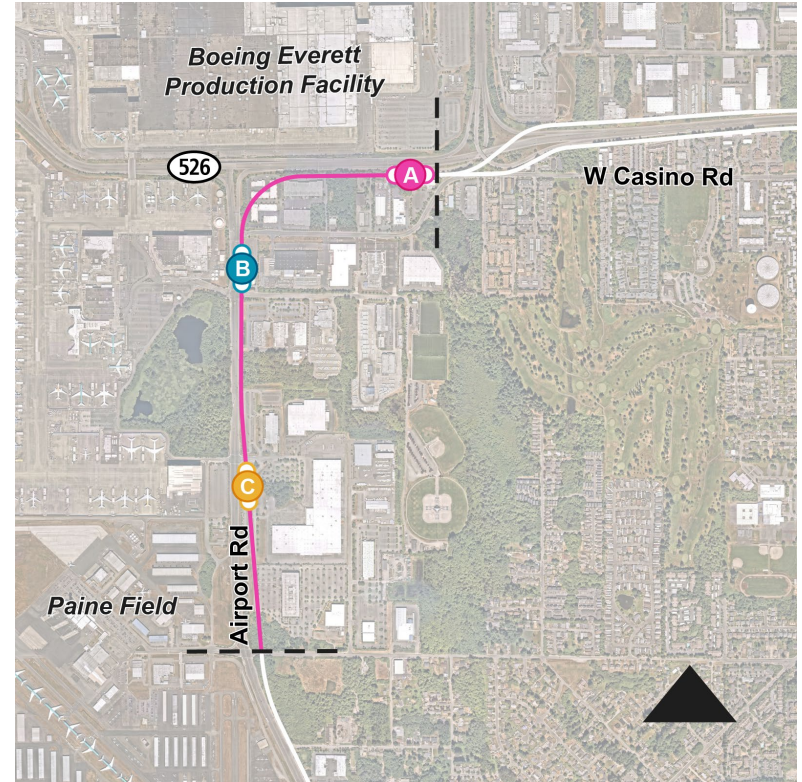 Boeing Everett
Production Facility
526
A
W Casino Rd
B
C
Airport Rd
Paine Field